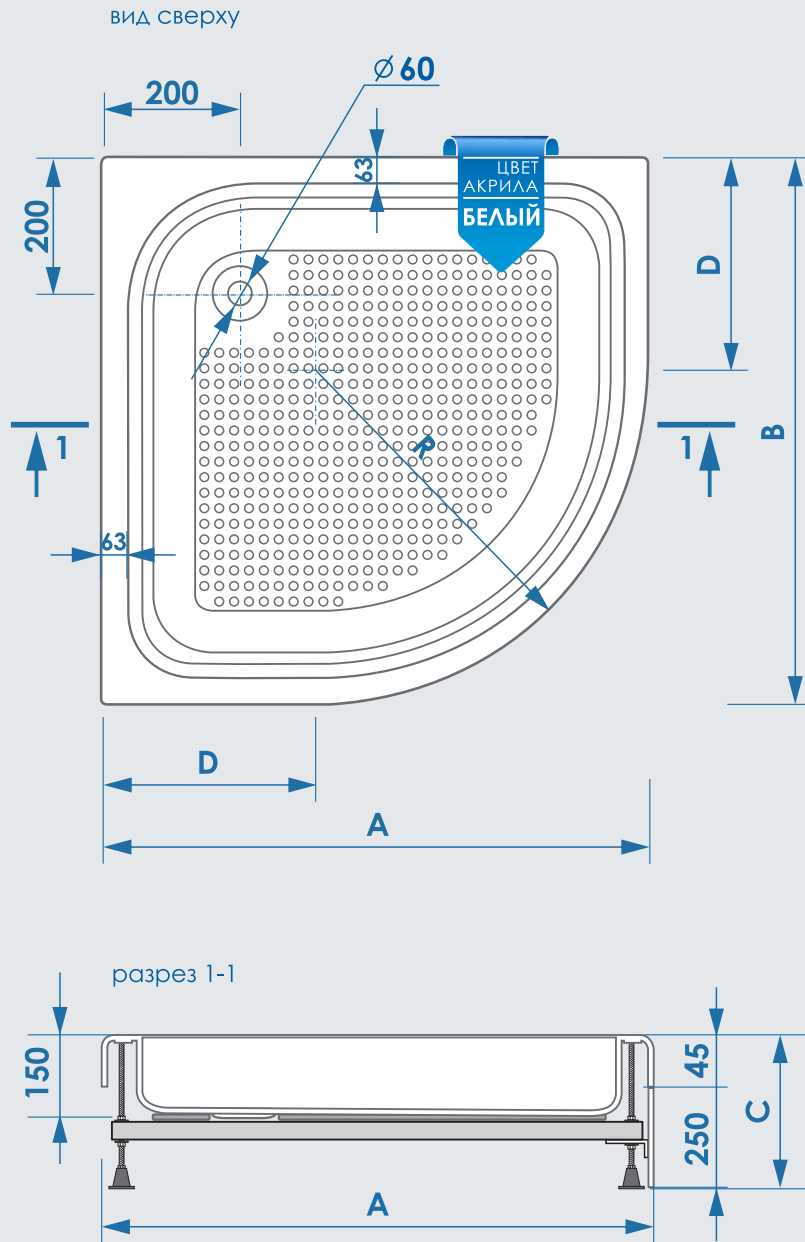 вид сверху
Ø 60
200
63
ЦВЕТ
АКРИЛА
БЕЛЫЙ
200
D
B
1
R
1
63
D
A
разрез 1-1
150
45
C
250
A